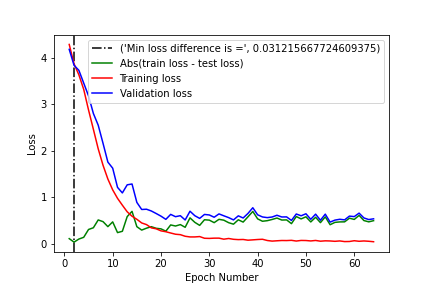 ('Min loss difference is =', 0.031215667724609375)
Abs(train loss - test loss)
Training loss
Validation loss
Loss
4
3
2
1
0
0 10 20 30 40 50 60
Epoch Number